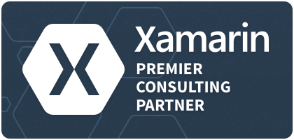 X
Xamarin
PREMIER
CONSULTING
PARTNER